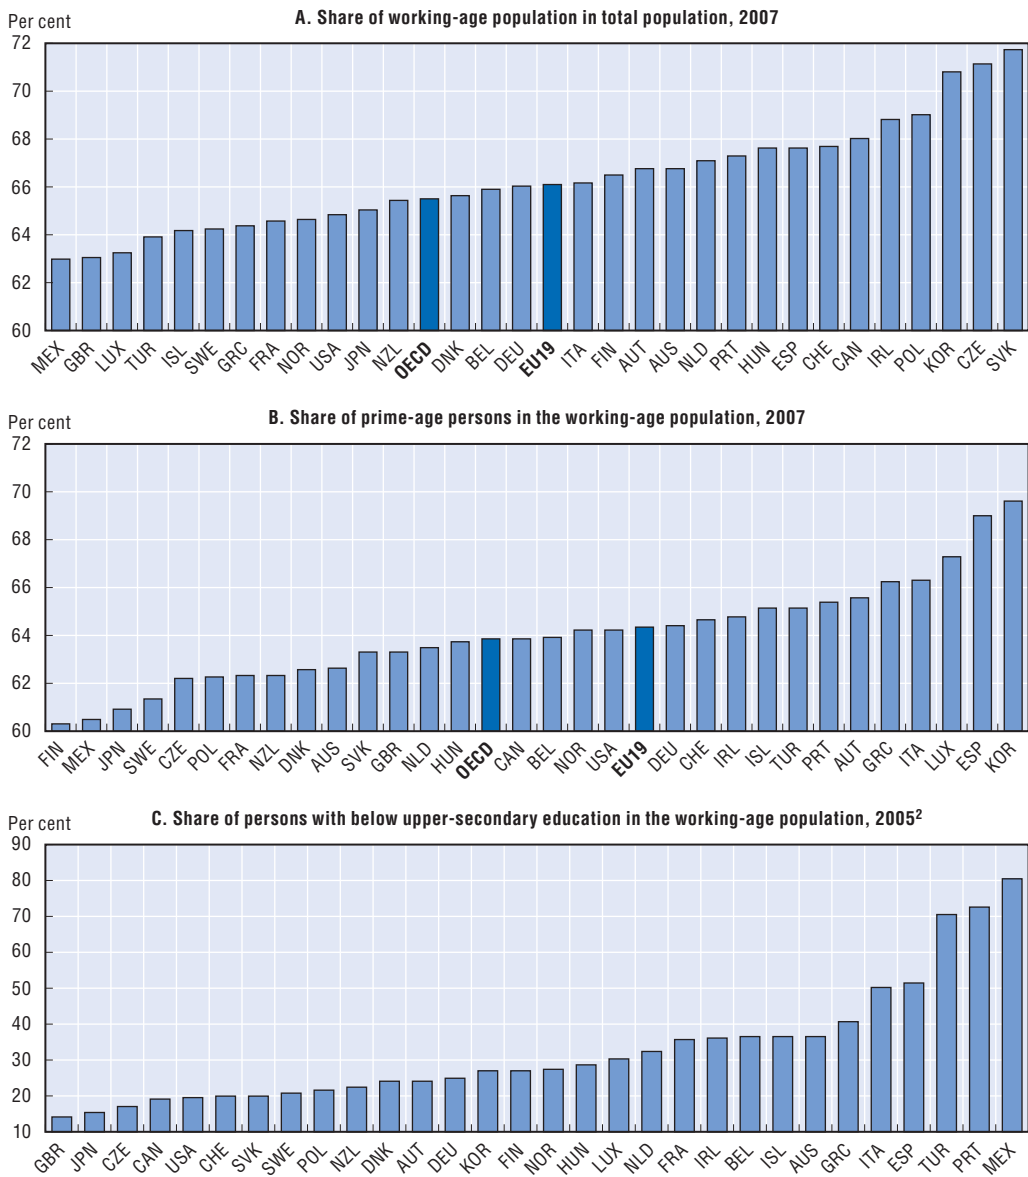 A. Share of working-age population in total population, 2007
Per cent
72
70
68
66
64
62
60
MEX GBR LUX TUR ISL SWE GRC FRA NOR USA JPN NZL OECD DNK BEL DEU EU19 ITA FIN AUT AUS NLD PRT HUN ESP CHE CAN IRL POL KOR CZE SVK
B. Share of prime-age persons in the working-age population, 2007
Per cent
72
70
68
66
64
62
60
FIN MEX JPN SWE CZE POL FRA NZL DNK AUS SVK GBR NLD HUN OECD CAN BEL NOR USA EU19 DEU CHE IRL ISL TUR PRT AUT GRC ITA LUX ESP KOR
C. Share of persons with below upper-secondary education in the working-age population, 2005²
Per cent
90
80
70
60
50
40
30
20
10
GBR JPN CZE CAN USA CHE SVK SWE POL NZL DNK AUT DEU KOR FIN NOR HUN LUX NLD FRA IRL BEL ISL AUS GRC ITA ESP TUR PRT MEX